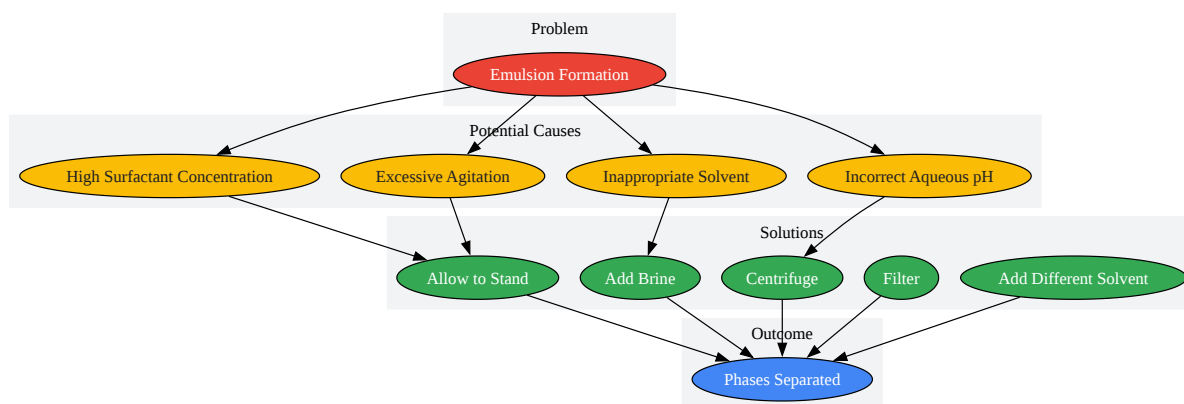 Problem
Emulsion Formation
Potential Causes
High Surfactant Concentration
Excessive Agitation
Inappropriate Solvent
Incorrect Aqueous pH
Solutions
Allow to Stand
Add Brine
Centrifuge
Filter
Add Different Solvent
Outcome
Phases Separated